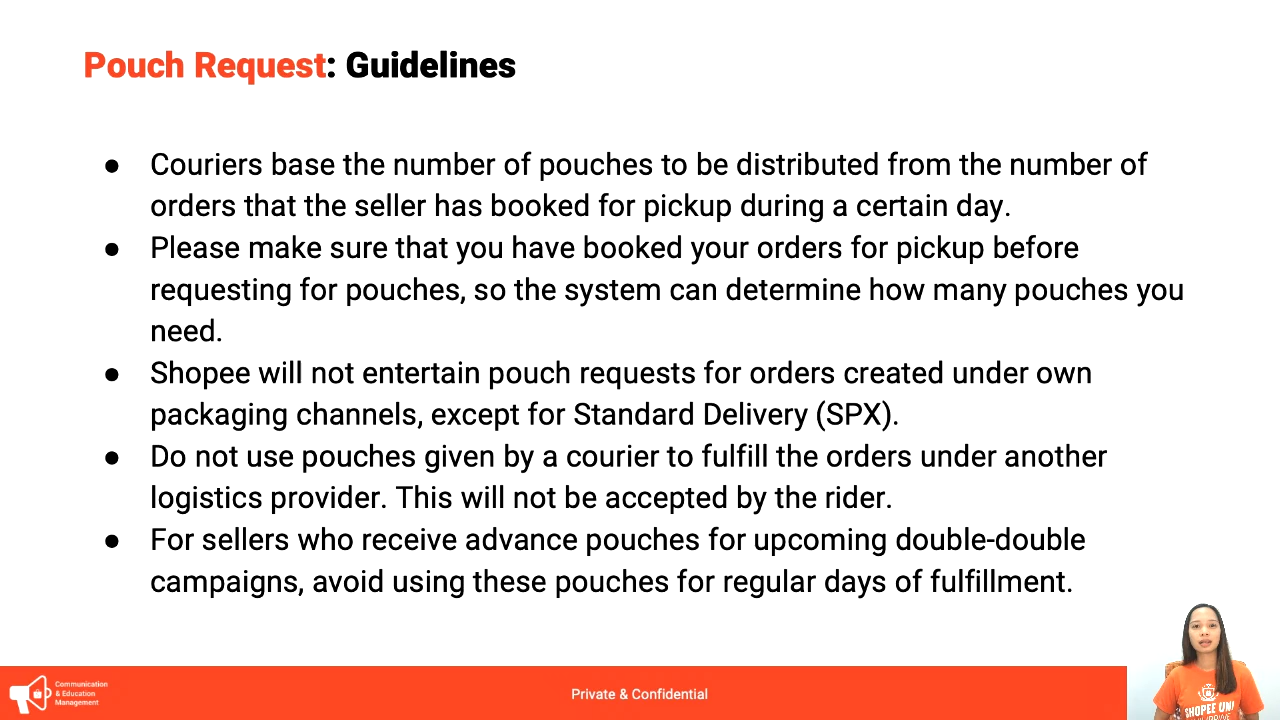 Pouch Request: Guidelines
● Couriers base the number of pouches to be distributed from the number of
orders that the seller has booked for pickup during a certain day.
● Please make sure that you have booked your orders for pickup before
requesting for pouches, so the system can determine how many pouches you
need.
● Shopee will not entertain pouch requests for orders created under own
packaging channels, except for Standard Delivery (SPX).
● Do not use pouches given by a courier to fulfill the orders under another
logistics provider. This will not be accepted by the rider.
● For sellers who receive advance pouches for upcoming double-double
campaigns, avoid using these pouches for regular days of fulfillment.
Communication
& Education
Management
Private & Confidential
SHOPEE UNI